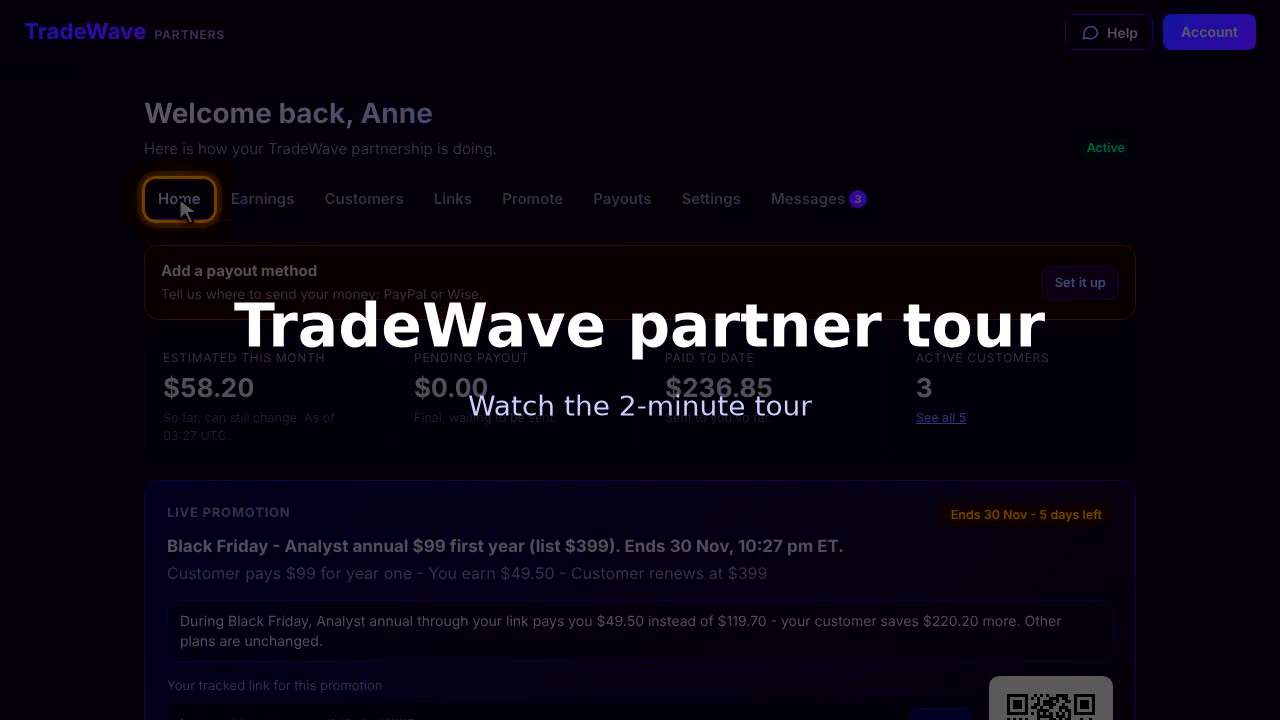 TradeWave PARTNERS
Help
Account
Welcome back, Anne
Here is how your TradeWave partnership is doing.
Active
Home
Earnings
Customers
Links
Promote
Payouts
Settings
Messages 3
Add a payout method
Tell us where to send your money: PayPal or Wise.
Set it up
TradeWave partner tour
Watch the 2-minute tour
ESTIMATED THIS MONTH
$58.20
So far, can still change. As of
03:27 UTC.
PENDING PAYOUT
$0.00
Final, waiting to be sent.
PAID TO DATE
$236.85
Sent to you so far.
ACTIVE CUSTOMERS
3
See all 5
LIVE PROMOTION
Ends 30 Nov - 5 days left
Black Friday - Analyst annual $99 first year (list $399). Ends 30 Nov, 10:27 pm ET.
Customer pays $99 for year one - You earn $49.50 - Customer renews at $399
During Black Friday, Analyst annual through your link pays you $49.50 instead of $119.70 - your customer saves $220.20 more. Other
plans are unchanged.
Your tracked link for this promotion